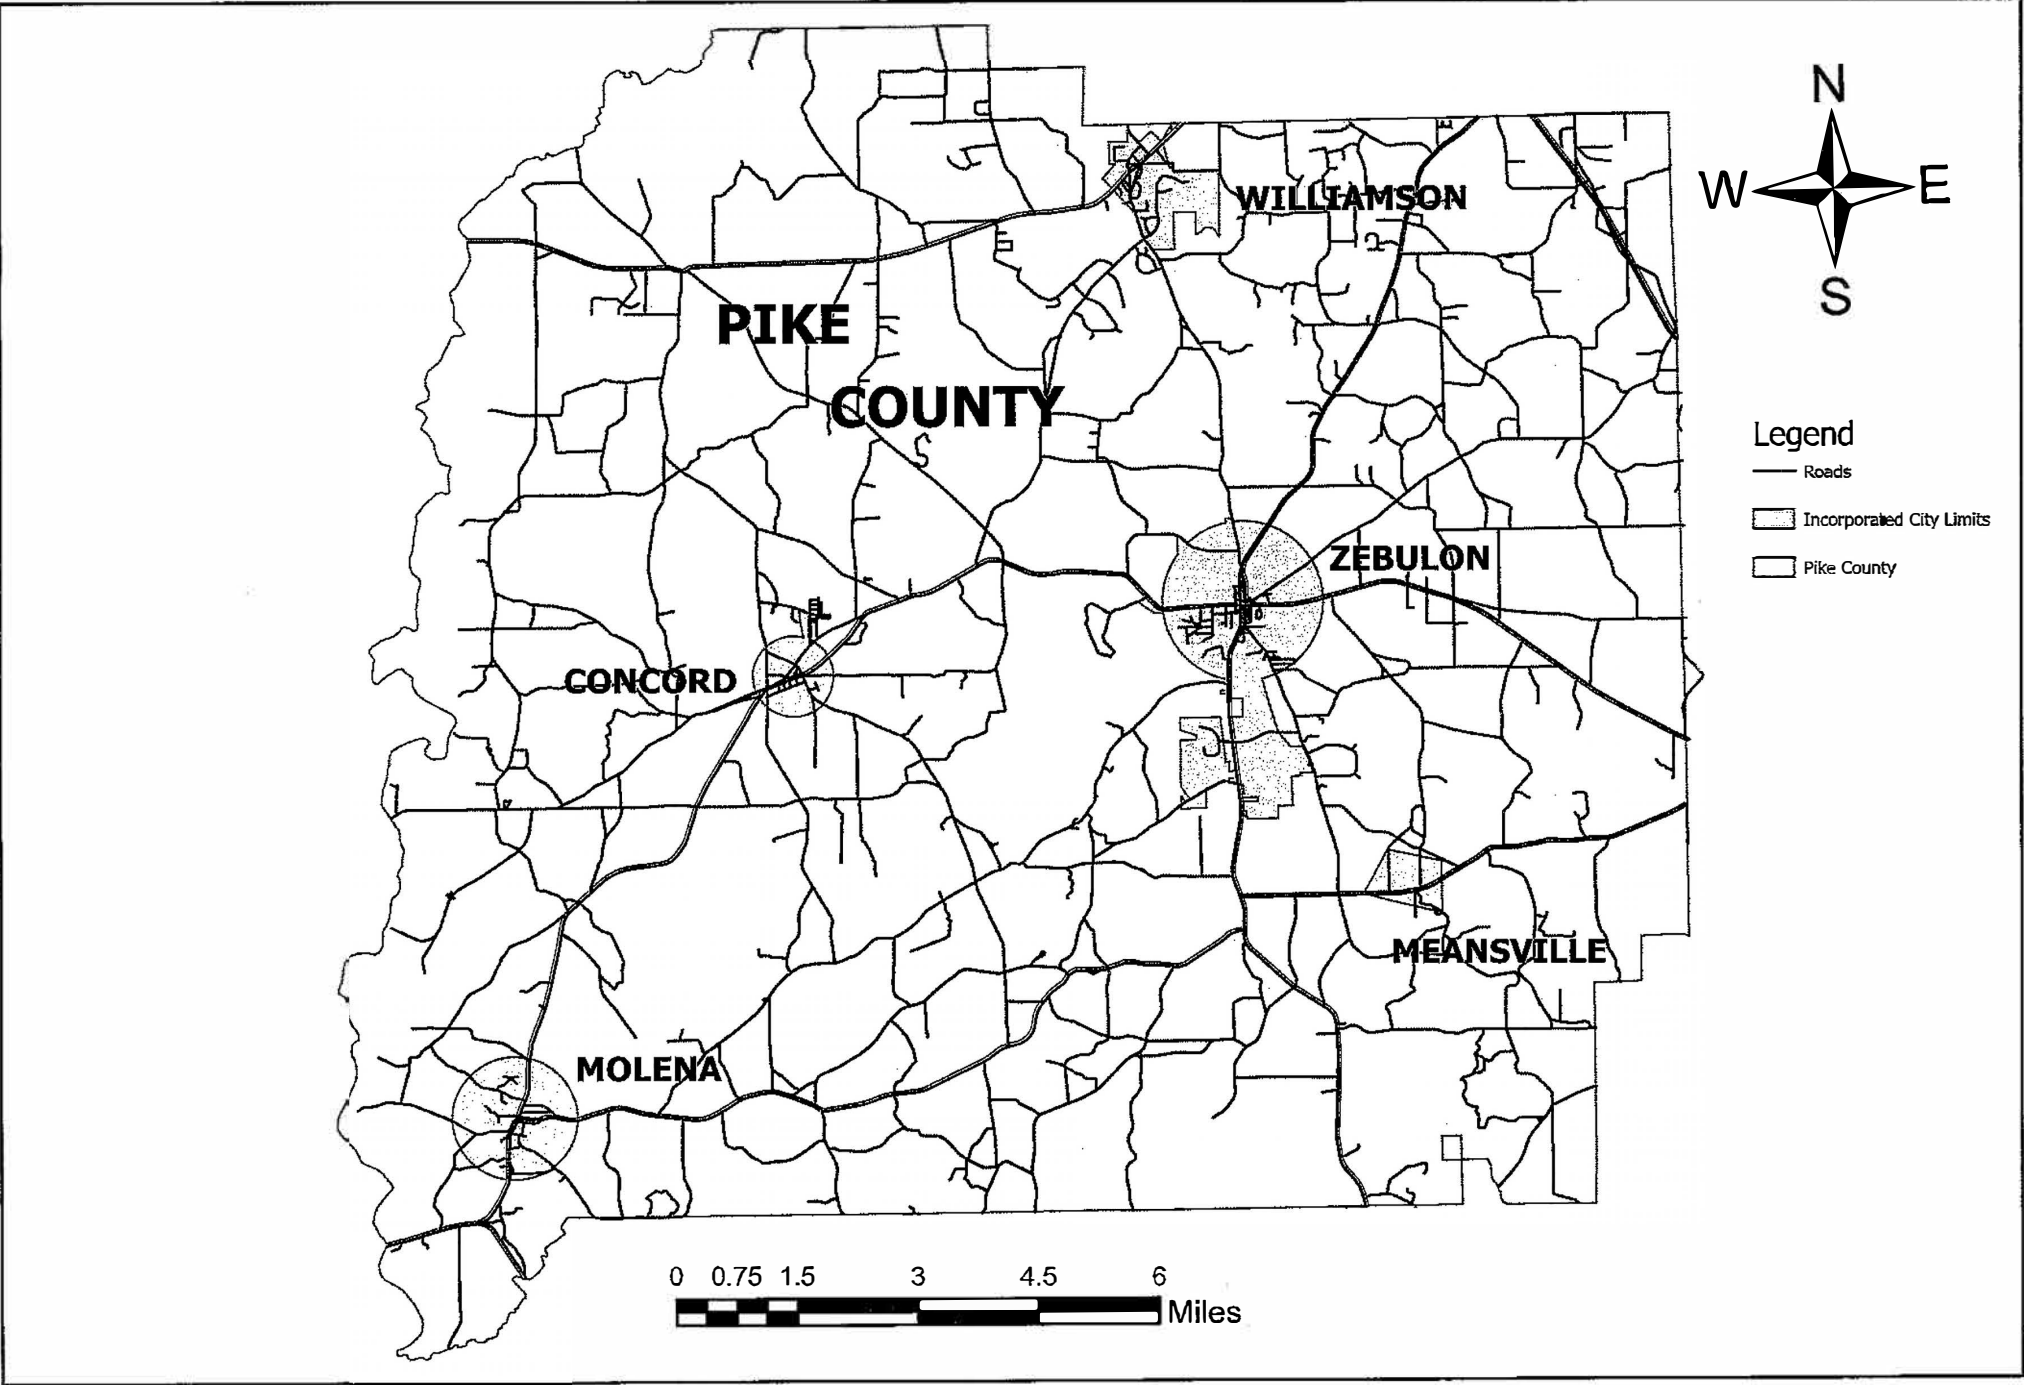 N
W E
S
WILLIAMSON
PIKE
COUNTY
Legend
Roads
Incorporated City Limits
Pike County
ZEBULON
CONCORD
MEANSVILLE
MOLENA
0 0.75 1.5 3 4.5 6
Miles